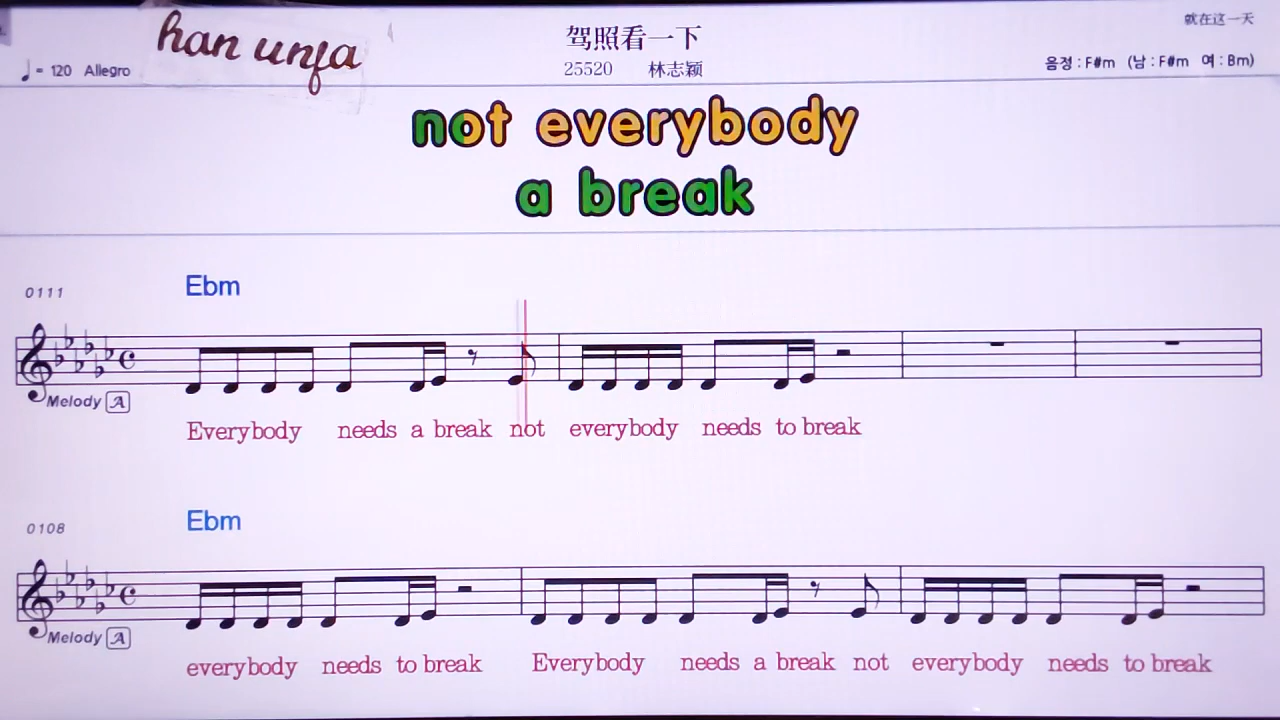 就在这一天
han unfa
驾照看一下
♩ = 120 Allegro
25520 林志颖
음정 : F#m (남 : F#m 여 : Bm)
not everybody
a break
0111
Ebm
Melody A
Everybody needs a break not everybody needs to break
0108
Ebm
Melody A
everybody needs to break Everybody needs a break not everybody needs to break